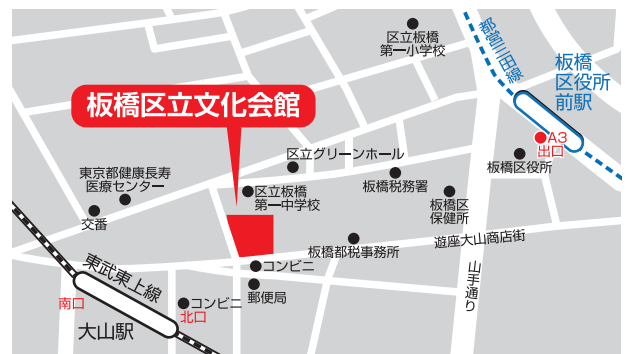 区立板橋
第一小学校
都営三田線
板橋
区役所
前駅
板橋区立文化会館
A3
出口
区立グリーンホール
板橋区役所
東京都健康長寿
医療センター
板橋税務署
区立板橋
第一中学校
板橋区
保健所
交番
遊座大山商店街
板橋都税事務所
東武東上線
コンビニ
山手通り
郵便局
南口
コンビニ
北口
大山駅